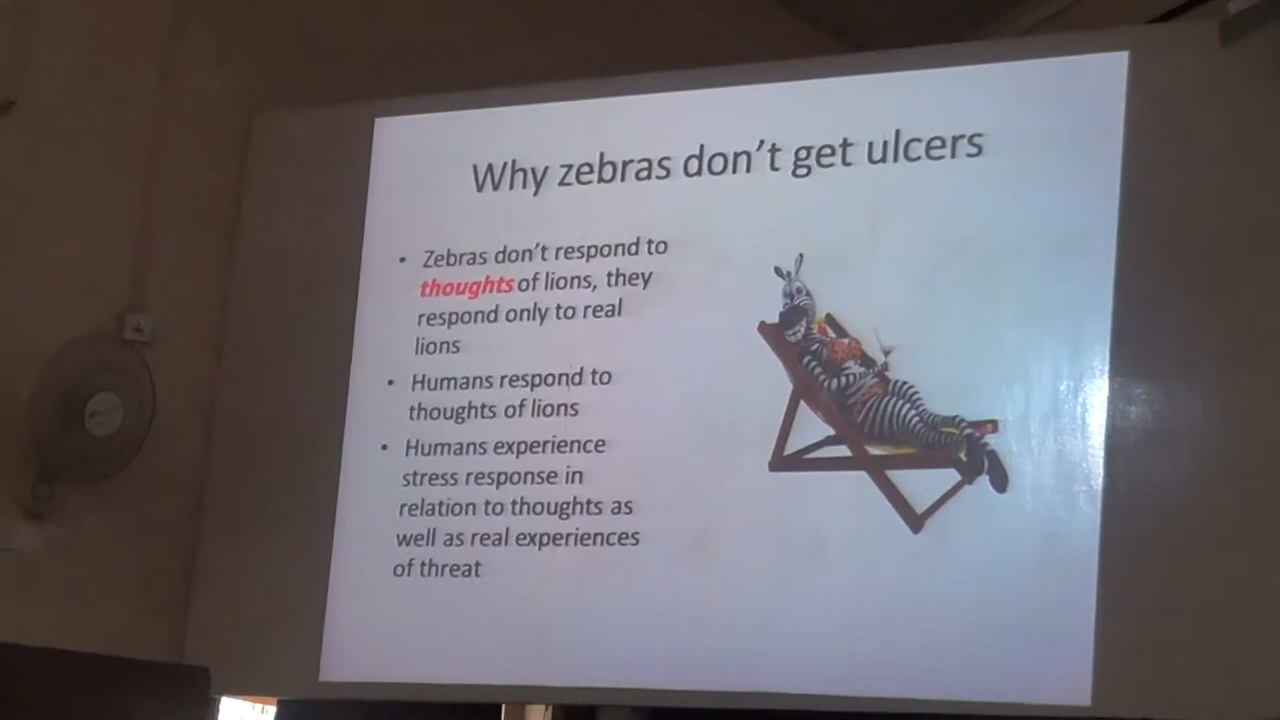 Why zebras don't get ulcers
• Zebras don't respond to
thoughts of lions, they
respond only to real
lions
• Humans respond to
thoughts of lions
• Humans experience
stress response in
relation to thoughts as
well as real experiences
of threat